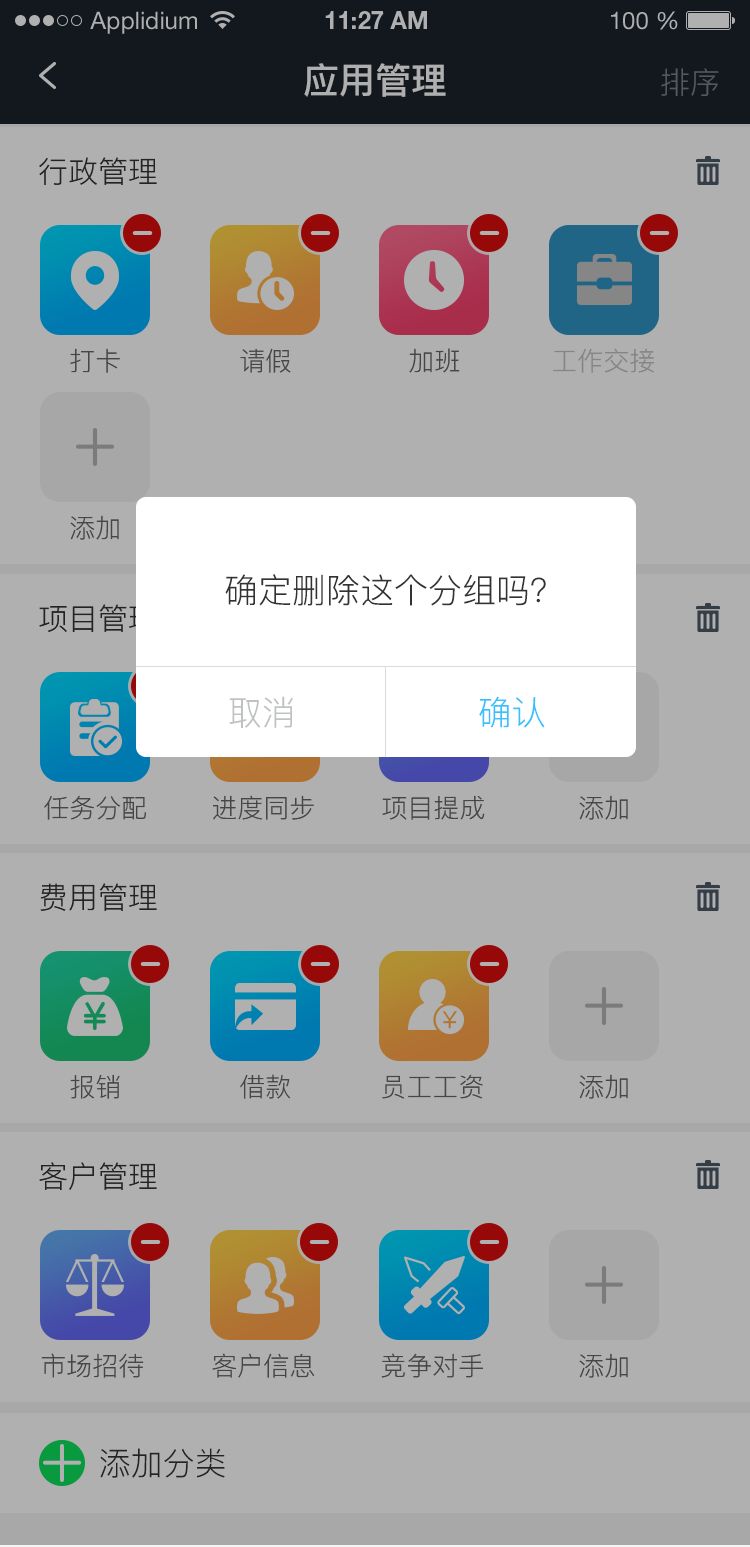 Applidium 11:27 AM 100 %
应用管理 排序
行政管理
打卡 请假 加班 工作交接
添加
确定删除这个分组吗?
项目管
取消 确认
任务分配 进度同步 项目提成 添加
费用管理
¥ ¥
报销 借款 员工工资 添加
客户管理
市场招待 客户信息 竞争对手 添加
添加分类